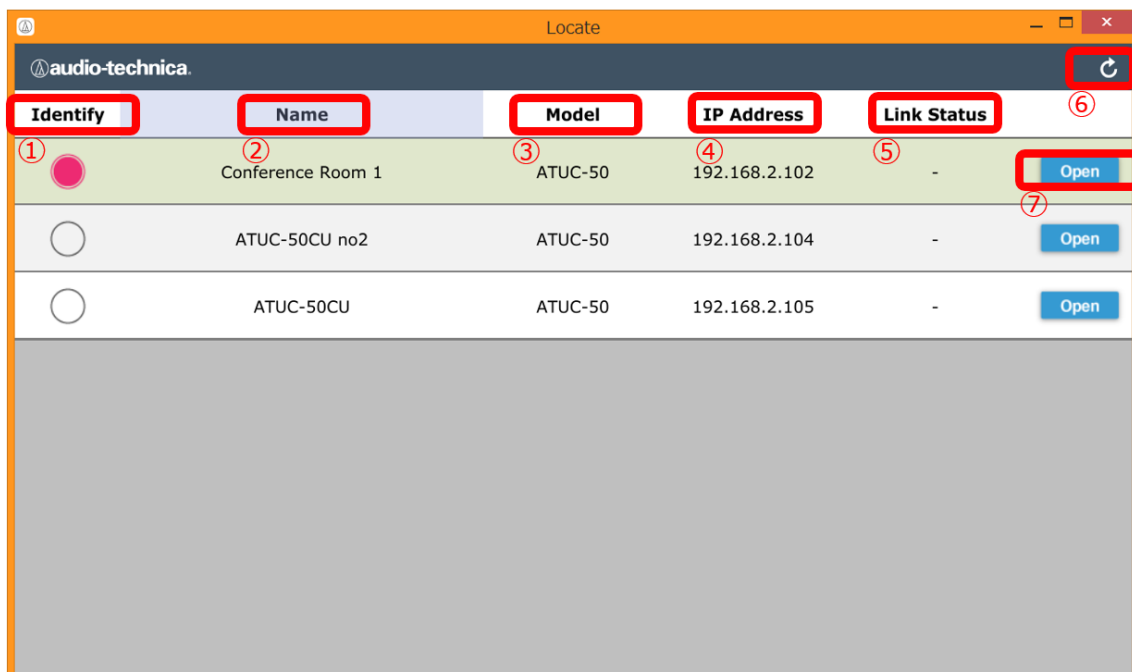 Locate
audio-technica.
⑥
Identify Name Model IP Address Link Status
① ② ③ ④ ⑤
Conference Room 1 ATUC-50 192.168.2.102 - Open
⑦
ATUC-50CU no2 ATUC-50 192.168.2.104 - Open
ATUC-50CU ATUC-50 192.168.2.105 - Open